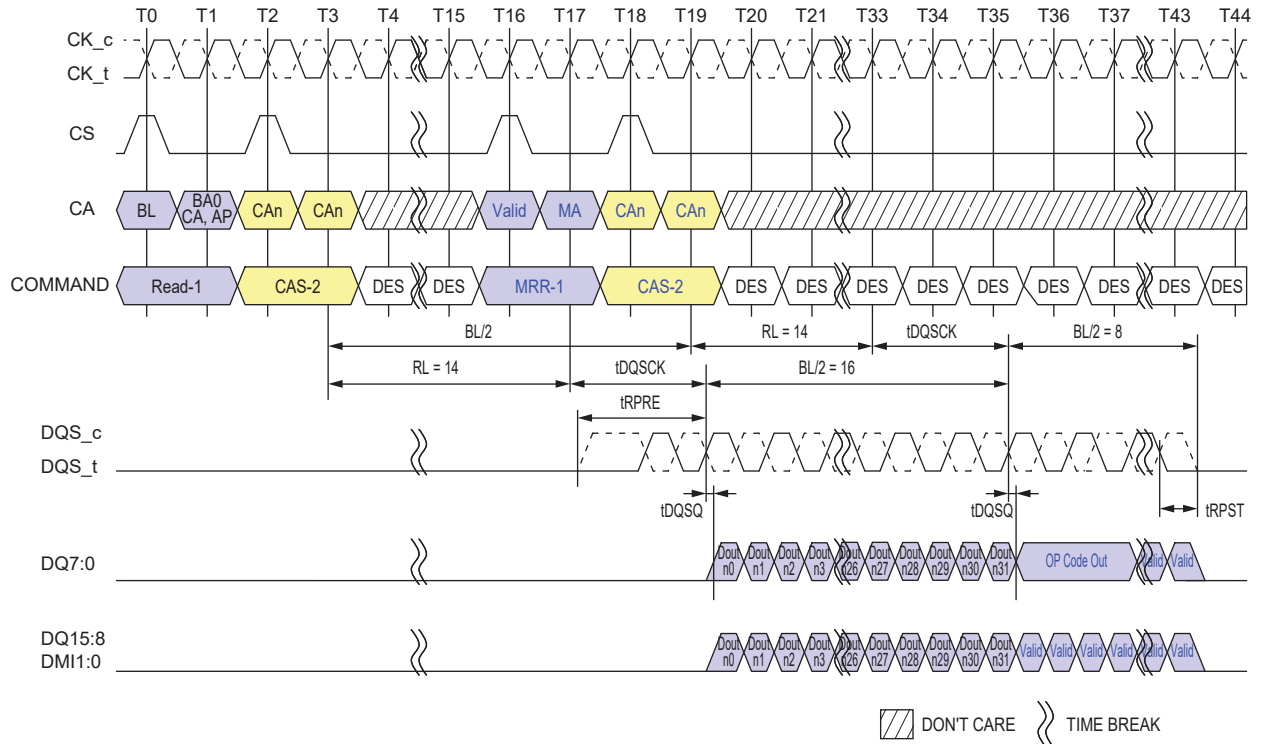 T0 T1 T2 T3 T4 T15 T16 T17 T18 T19 T20 T21 T33 T34 T35 T36 T37 T43 T44
CK_c
CK_t
CS
CA BL BA0 CA, AP CAn CAn Valid MA CAn CAn
COMMAND Read-1 CAS-2 DES DES MRR-1 CAS-2 DES DES DES DES DES DES DES DES DES
BL/2 RL = 14 tDQSCK BL/2 = 8
RL = 14 tDQSCK BL/2 = 16
tRPRE
DQS_c
DQS_t
tDQSQ tDQSQ tRPST
DQ7:0 Dout n0 Dout n1 Dout n2 Dout n3 Dout n26 Dout n27 Dout n28 Dout n29 Dout n30 Dout n31 OP Code Out Valid Valid
DQ15:8
DMI1:0 Dout n0 Dout n1 Dout n2 Dout n3 Dout n26 Dout n27 Dout n28 Dout n29 Dout n30 Dout n31 Valid Valid Valid Valid Valid Valid
DON'T CARE TIME BREAK